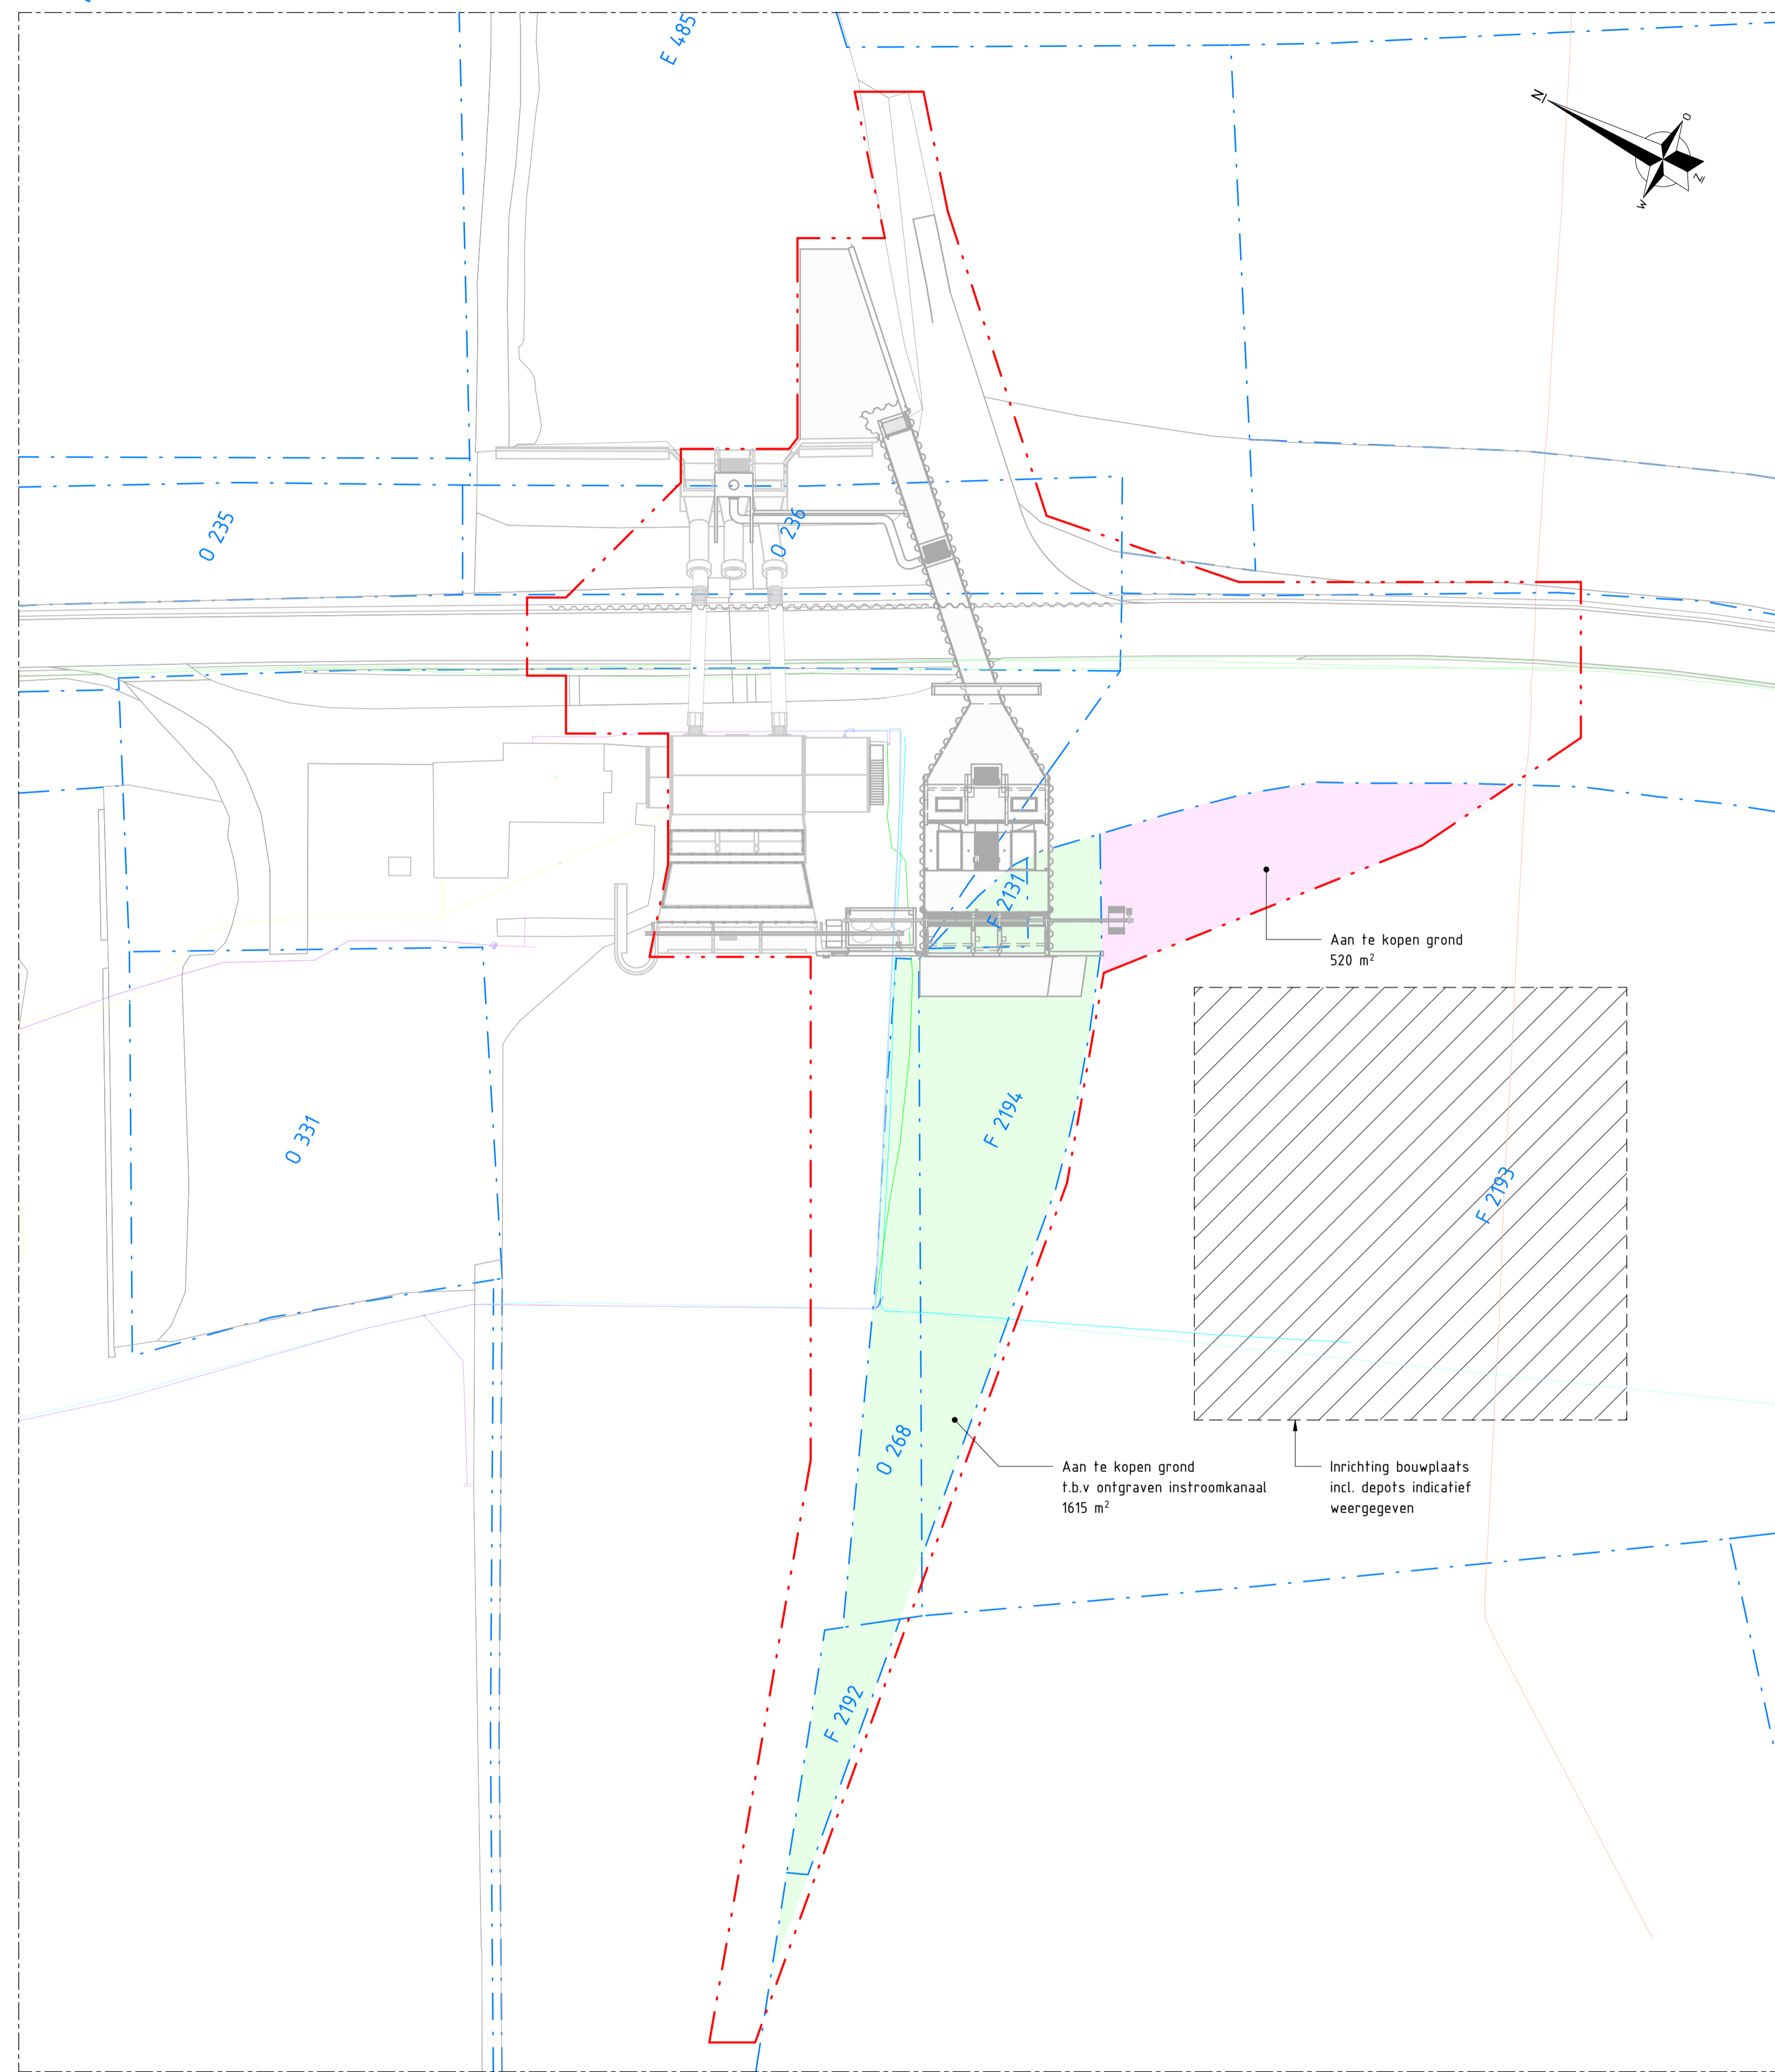 E 485
N
O
Z
W
O 235
O 236
F 2131
Aan te kopen grond
520 m²
O 331
F 2194
F 2193
O 268
Aan te kopen grond
t.b.v ontgraven instroomkanaal
1615 m²
Inrichting bouwplaats
incl. depots indicatief
weergegeven
F 2192